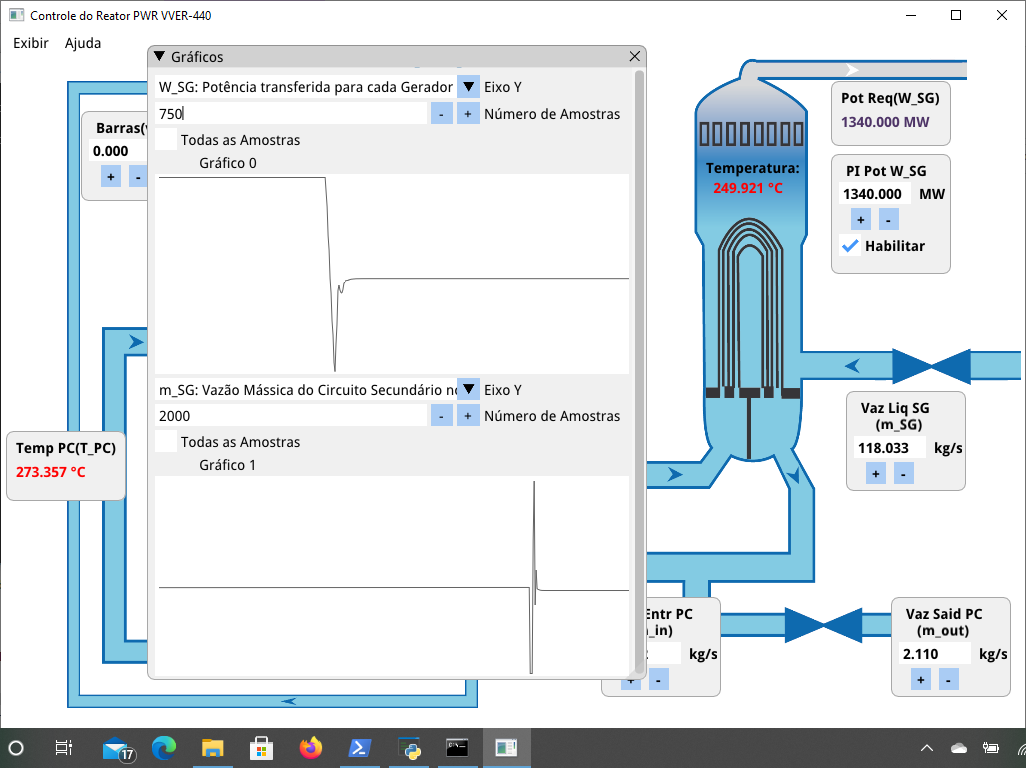 Controle do Reator PWR VVER-440
Exibir Ajuda
Gráficos
W_SG: Potência transferida para cada Gerador
Eixo Y
750
- +
Número de Amostras
Todas as Amostras
Gráfico 0
m_SG: Vazão Mássica do Circuito Secundário
Eixo Y
2000
- +
Número de Amostras
Todas as Amostras
Gráfico 1
Barras(
0.000
+ -
Temp PC(T_PC)
273.357 °C
Temperatura:
249.921 °C
Pot Req(W_SG)
1340.000 MW
PI Pot W_SG
1340.000 MW
+ -
Habilitar
Vaz Liq SG
(m_SG)
118.033 kg/s
+ -
Entr PC
_in)
kg/s
+ -
Vaz Said PC
(m_out)
2.110 kg/s
+ -
17